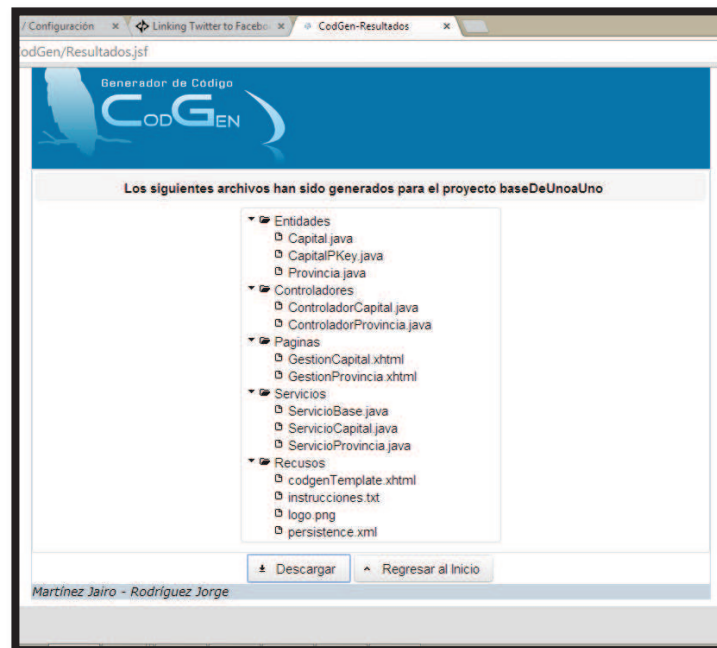 / Configuración × Linking Twitter to Facebo × CodGen-Resultados ×
odGen/Resultados.jsf
Generador de Código
CODGEN
Los siguientes archivos han sido generados para el proyecto baseDeUnoaUno
Entidades
Capital.java
CapitalPKey.java
Provincia.java
Controladores
ControladorCapital.java
ControladorProvincia.java
Paginas
GestionCapital.xhtml
GestionProvincia.xhtml
Servicios
ServicioBase.java
ServicioCapital.java
ServicioProvincia.java
Recusos
codgenTemplate.xhtml
instrucciones.txt
logo.png
persistence.xml
Descargar Regresar al Inicio
Martínez Jairo - Rodríguez Jorge